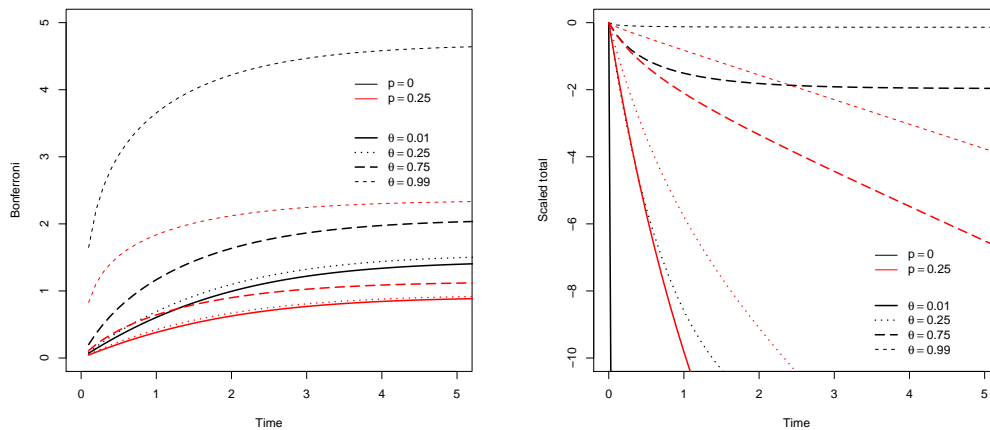 5
4
3
2
1
0
Bonferroni
p = 0
p = 0.25
θ = 0.01
θ = 0.25
θ = 0.75
θ = 0.99
0 1 2 3 4 5
Time
0
−2
−4
−6
−8
−10
Scaled total
p = 0
p = 0.25
θ = 0.01
θ = 0.25
θ = 0.75
θ = 0.99
0 1 2 3 4 5
Time